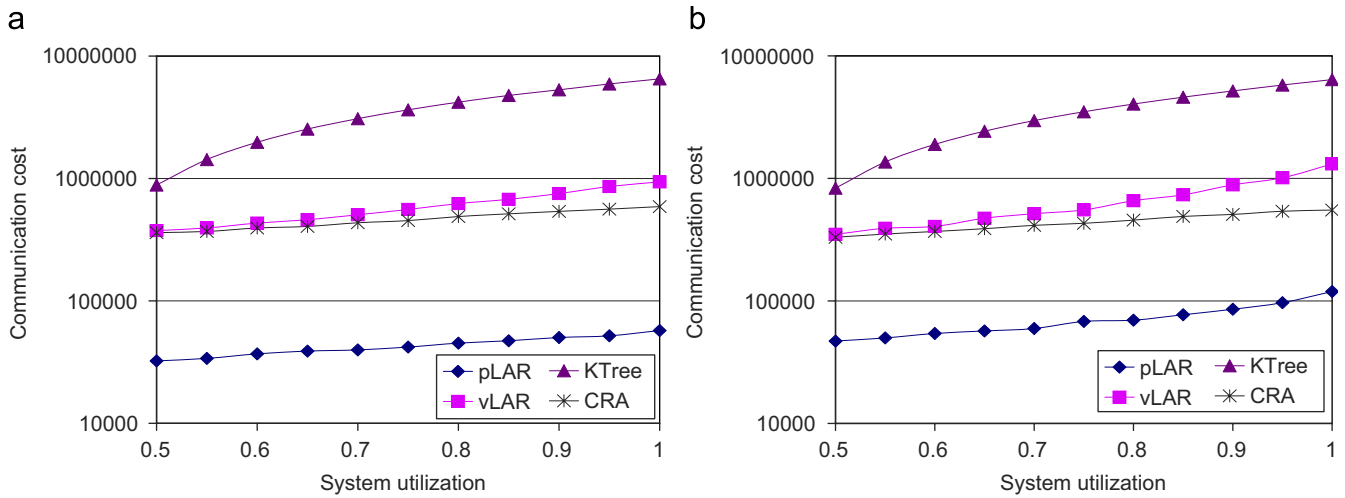 a
10000000
1000000
100000
10000
Communication cost
0.5 0.6 0.7 0.8 0.9 1
System utilization
pLAR KTree
vLAR CRA
b
10000000
1000000
100000
10000
Communication cost
0.5 0.6 0.7 0.8 0.9 1
System utilization
pLAR KTree
vLAR CRA